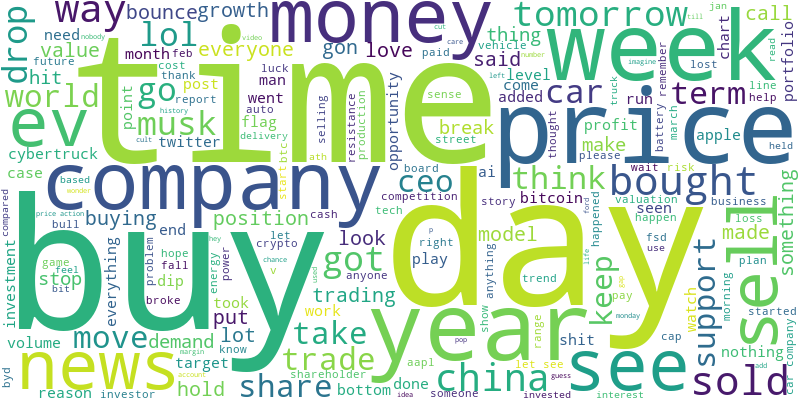 drop
way
bounce
growth
money
tomorrow
call
jan
till
nobody
video
cut
care
paid
vehicle
chart
need
month
feb
everyone
gon
love
said
thing
week
portfolio
future
value
lol
time
man
level
lost
read
hit
cost
thank
luck
come
line
world
go
post
auto
went
sense
left
number
truck
imagine
term
remember
point
report
opportunity
added
car
run
help
ev
musk
flag
selling
resistance
production
break
price
profit
battery
march
cybertruck
twitter
delivery
btc
street
thought
make
apple
held
case
history
cult
ath
board
ai
please
wait
risk
company
start
competition
think
bought
based
wonder
ceo
story
bitcoin
seen
valuation
business
compared
price action
position
cash
tech
happened
happen
loss
something
buying
bull
end
let
look
model
ford
made
sell
investment
hey
crypto
p
right
fsd
plan
everything
problem
hope
fall
chance
v
got
anyone
play
day
anything
trend
life
use
support
game
feel
stop
bit
dip
energy
power
buy
trading
pay
keep
watch
morning
started
broke
took
used
work
year
show
range
move
lot
put
take
volume
demand
know
trade
shit
cap
nothing
news
target
aapl
pop
let see
see
monday
byd
margin
shareholder
china
sold
car company
reason
investor
hold
account
share
bottom
done
idea
someone
invested
guess
interest
add